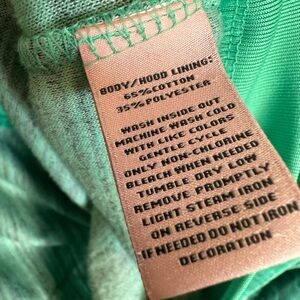 BODY/HOOD LINING:
65%COTTON
35%POLYESTER
WASH INSIDE OUT
MACHINE WASH COLD
WITH LIKE COLORS
GENTLE CYCLE
ONLY NON-CHLORINE
BLEACH WHEN NEEDED
TUMBLE DRY LOW
REMOVE PROMPTLY
LIGHT STEAM IRON
ON REVERSE SIDE
IF NEEDED DO NOT IRON
DECORATION